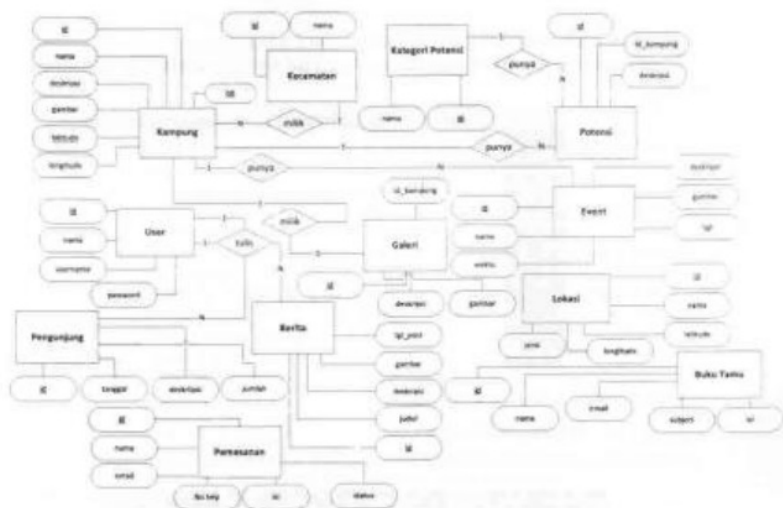 id
nama
Kategori Potensi
id
nama
id
id_kampung
nama
Kecamatan
punya
deskripsi
deskripsi
gambar
Kampung
milik
nama
id
Potensi
latitude
punya
longitude
punya
id_kampung
deskripsi
id
milik
id
Event
gambar
User
tulis
Galeri
nama
tgl
nama
username
waktu
id
id
password
deskripsi
gambar
Lokasi
nama
Berita
Pengunjung
tgl_post
jenis
longitude
latitude
gambar
Buku Tamu
id
tanggal
deskripsi
jumlah
deskripsi
id
nama
email
subject
isi
id
judul
nama
Pemesanan
id
email
No telp
isi
status